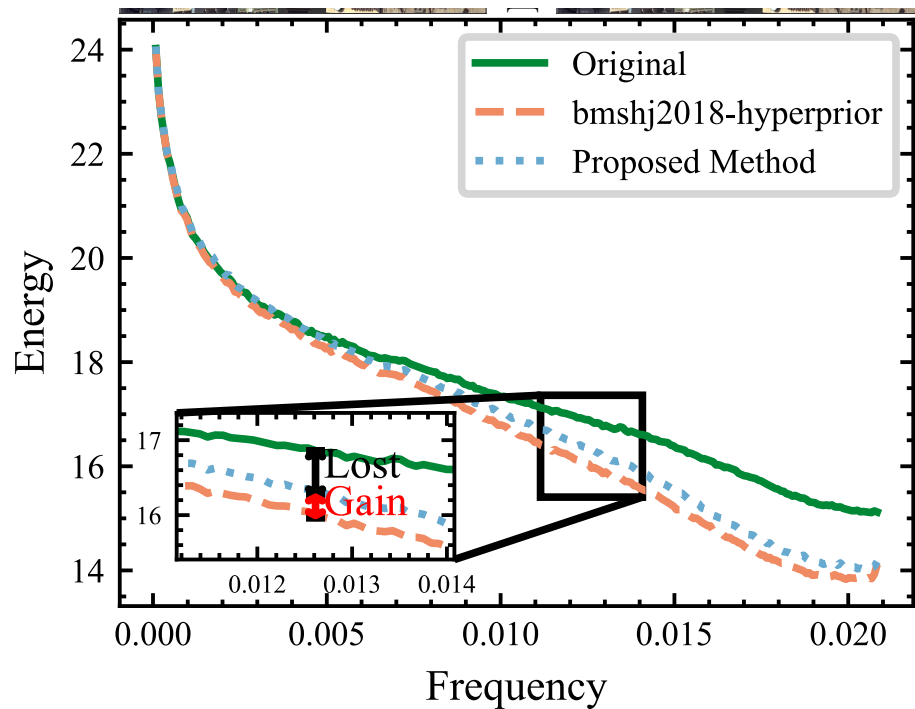 24
22
20
18
16
14
Energy
Original
bmshj2018-hyperprior
Proposed Method
17
16
Lost
Gain
0.012
0.013
0.014
0.000
0.005
0.010
0.015
0.020
Frequency